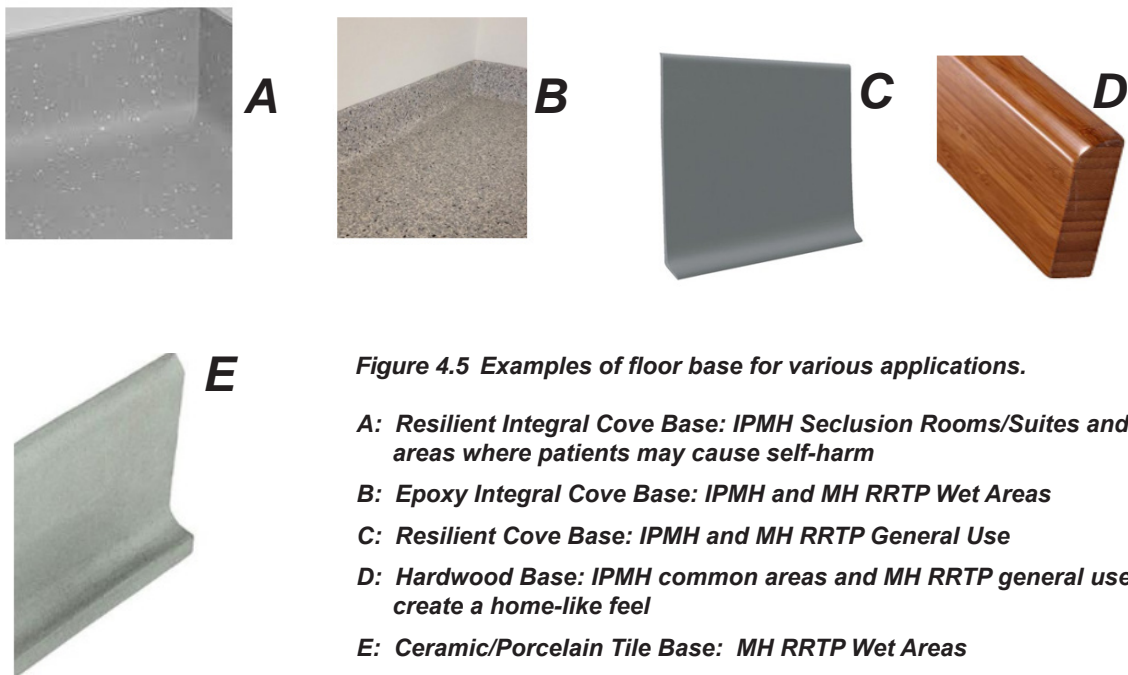 A
B
C
D
E
Figure 4.5 Examples of floor base for various applications.
A: Resilient Integral Cove Base: IPMH Seclusion Rooms/Suites and
areas where patients may cause self-harm
B: Epoxy Integral Cove Base: IPMH and MH RRTP Wet Areas
C: Resilient Cove Base: IPMH and MH RRTP General Use
D: Hardwood Base: IPMH common areas and MH RRTP general use
create a home-like feel
E: Ceramic/Porcelain Tile Base: MH RRTP Wet Areas